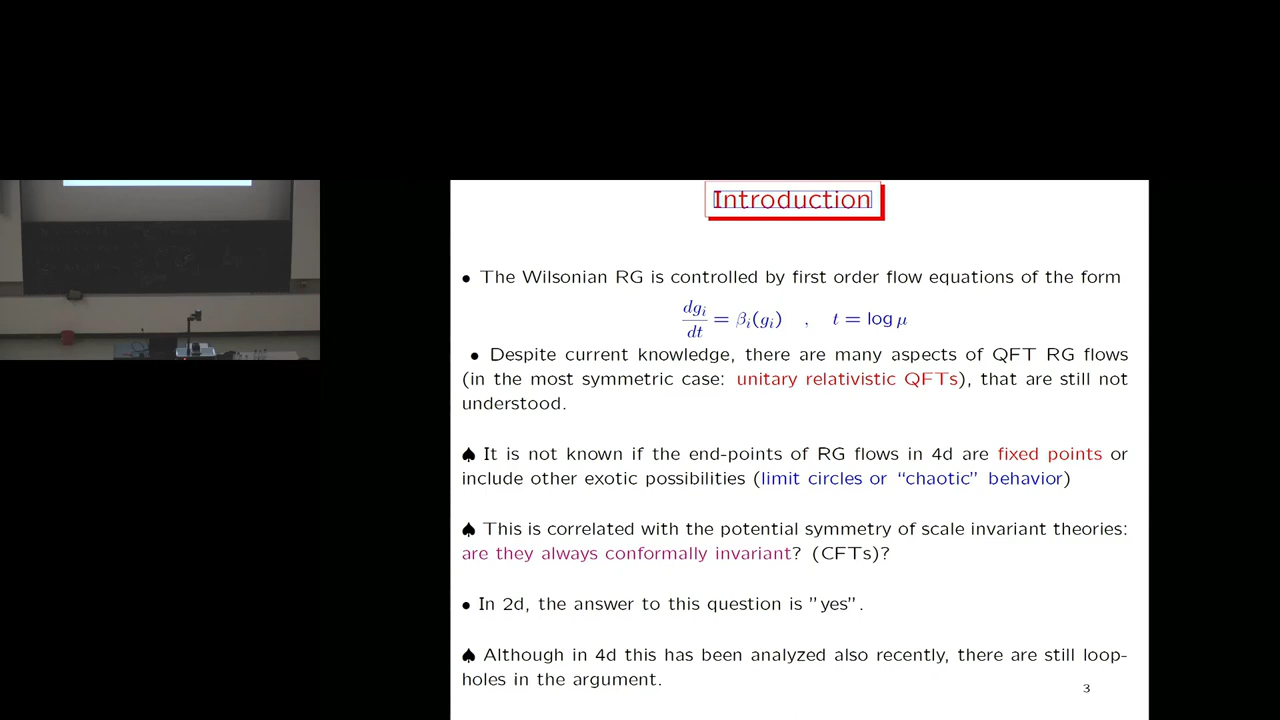 Introduction
• The Wilsonian RG is controlled by first order flow equations of the form
dg_i/dt = β_i(g_i) , t = log μ
• Despite current knowledge, there are many aspects of QFT RG flows
(in the most symmetric case: unitary relativistic QFTs), that are still not
understood.
♠ It is not known if the end-points of RG flows in 4d are fixed points or
include other exotic possibilities (limit circles or “chaotic” behavior)
♠ This is correlated with the potential symmetry of scale invariant theories:
are they always conformally invariant? (CFTs)?
• In 2d, the answer to this question is ”yes”.
♠ Although in 4d this has been analyzed also recently, there are still loop-
holes in the argument.
3